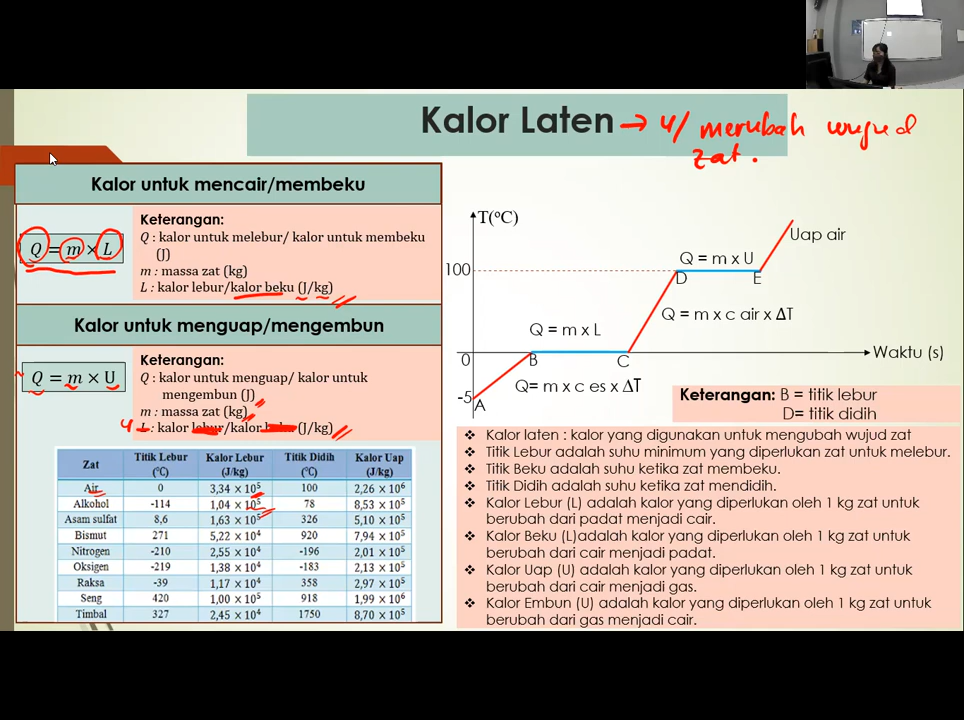 Kalor Laten → u/ merubah wujud
zat.
Kalor untuk mencair/membeku
Q = m × L
Keterangan:
Q : kalor untuk melebur/ kalor untuk membeku
(J)
m : massa zat (kg)
L : kalor lebur/kalor beku (J/kg)
Kalor untuk menguap/mengembun
Q = m × U
Keterangan:
Q : kalor untuk menguap/ kalor untuk
mengembun (J)
m : massa zat (kg)
u L : kalor lebur/kalor beku (J/kg)
Zat Titik Lebur (°C) Kalor Lebur (J/kg) Titik Didih (°C) Kalor Uap (J/kg)
Air 0 3,34 × 10⁵ 100 2,26 × 10⁶
Alkohol -114 1,04 × 10⁵ 78 8,53 × 10⁵
Asam sulfat 8,6 1,63 × 10⁵ 326 5,10 × 10⁵
Bismut 271 5,22 × 10⁴ 920 7,94 × 10⁵
Nitrogen -210 2,55 × 10⁴ -196 2,01 × 10⁵
Oksigen -219 1,38 × 10⁴ -183 2,13 × 10⁵
Raksa -39 1,17 × 10⁴ 358 2,97 × 10⁵
Seng 420 1,00 × 10⁵ 918 1,99 × 10⁶
Timbal 327 2,45 × 10⁴ 1750 8,70 × 10⁵
T(°C)
Uap air
Q = m x U
100
D
E
Q = m x c air x ΔT
Q = m x L
0
B
C
Waktu (s)
Q= m x c es x ΔT
-5
A
Keterangan: B = titik lebur
D= titik didih
❖ Kalor laten : kalor yang digunakan untuk mengubah wujud zat
❖ Titik Lebur adalah suhu minimum yang diperlukan zat untuk melebur.
❖ Titik Beku adalah suhu ketika zat membeku.
❖ Titik Didih adalah suhu ketika zat mendidih.
❖ Kalor Lebur (L) adalah kalor yang diperlukan oleh 1 kg zat untuk
berubah dari padat menjadi cair.
❖ Kalor Beku (L)adalah kalor yang diperlukan oleh 1 kg zat untuk
berubah dari cair menjadi padat.
❖ Kalor Uap (U) adalah kalor yang diperlukan oleh 1 kg zat untuk
berubah dari cair menjadi gas.
❖ Kalor Embun (U) adalah kalor yang diperlukan oleh 1 kg zat untuk
berubah dari gas menjadi cair.